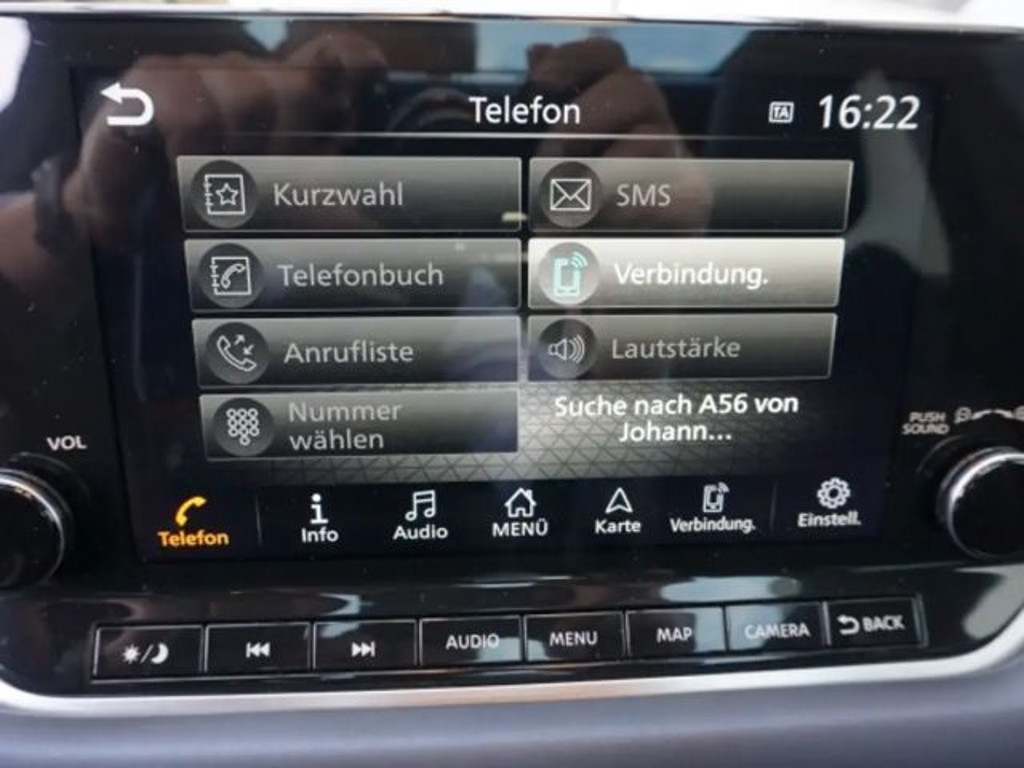 Telefon
TA
16:22
Kurzwahl
SMS
Telefonbuch
Verbindung.
Anrufliste
Lautstärke
Nummer
wählen
Suche nach A56 von
Johann...
VOL
PUSH
SOUND
Telefon
Info
Audio
MENÜ
Karte
Verbindung.
Einstell.
AUDIO
MENU
MAP
CAMERA
BACK